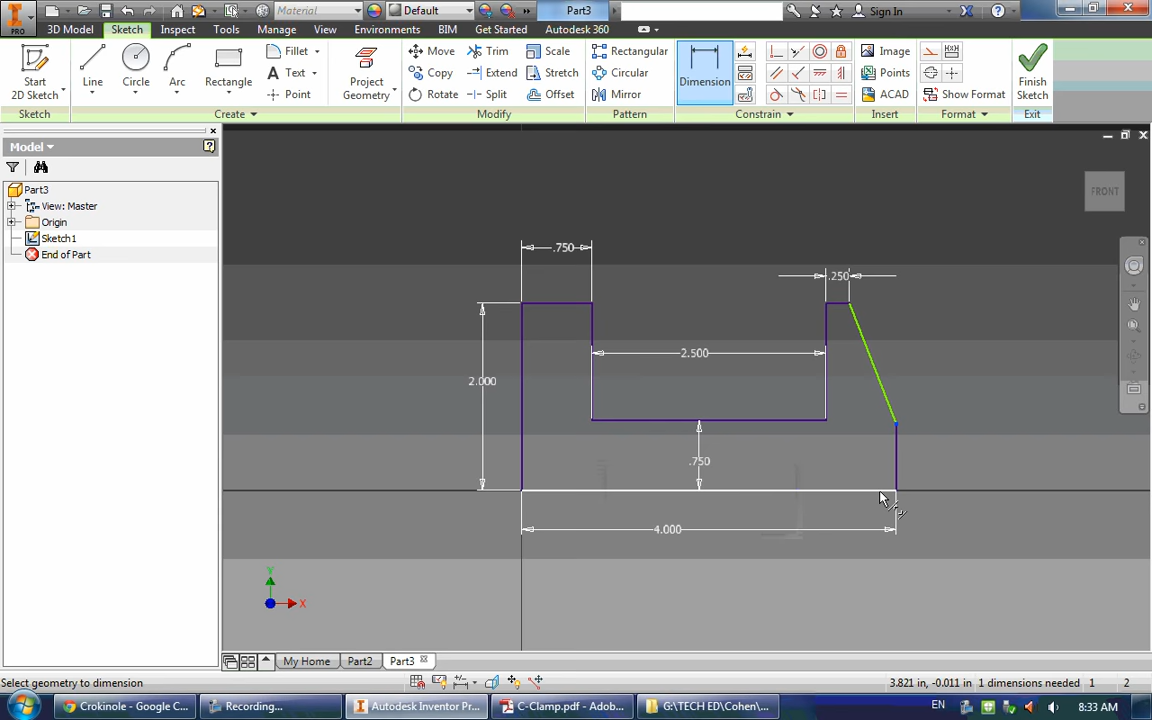 Material
Default
Part3
Sign In
PRO
3D Model Sketch Inspect Tools Manage View Environments BIM Get Started Autodesk 360
Start
2D Sketch
Line
Circle
Arc
Rectangle
Fillet
Text
Point
Project
Geometry
Move
Copy
Rotate
Trim
Extend
Split
Scale
Stretch
Offset
Rectangular
Circular
Mirror
Dimension
Image
Points
ACAD
Show Format
Finish
Sketch
Sketch Create Modify Pattern Constrain Insert Format Exit
Model
Part3
View: Master
Origin
Sketch1
End of Part
FRONT
.750
.250
2.500
2.000
.750
4.000
Y
X
My Home Part2 Part3
Select geometry to dimension
3.821 in, -0.011 in 1 dimensions needed 1 2
Crokinole - Google C...
Recording...
Autodesk Inventor Pr...
C-Clamp.pdf - Adob...
G:\TECH ED\Cohen\...
EN
8:33 AM